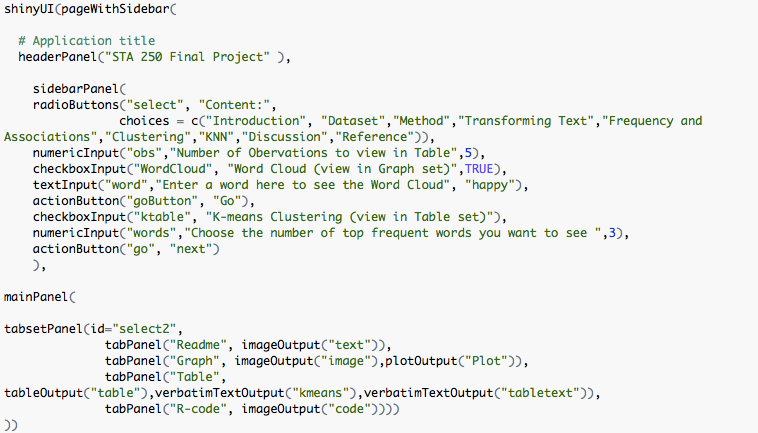 shinyUI(pageWithSidebar(
# Application title
headerPanel("STA 250 Final Project" ),
sidebarPanel(
radioButtons("select", "Content:",
choices = c("Introduction", "Dataset","Method","Transforming Text","Frequency and
Associations","Clustering","KNN","Discussion","Reference")),
numericInput("obs","Number of Obervations to view in Table",5),
checkboxInput("WordCloud", "Word Cloud (view in Graph set)",TRUE),
textInput("word","Enter a word here to see the Word Cloud", "happy"),
actionButton("goButton", "Go"),
checkboxInput("ktable", "K-means Clustering (view in Table set)"),
numericInput("words","Choose the number of top frequent words you want to see ",3),
actionButton("go", "next")
),
mainPanel(
tabsetPanel(id="select2",
tabPanel("Readme", imageOutput("text")),
tabPanel("Graph", imageOutput("image"),plotOutput("Plot")),
tabPanel("Table",
tableOutput("table"),verbatimTextOutput("kmeans"),verbatimTextOutput("tabletext")),
tabPanel("R-code", imageOutput("code"))))
))